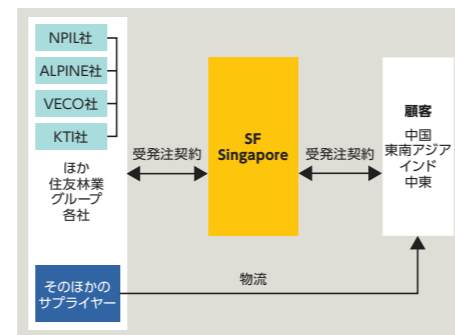 NPIL社
ALPINE社
VECO社
KTI社
ほか
住友林業
グループ
各社
そのほかの
サプライヤー
受発注契約
SF
Singapore
受発注契約
顧客
中国
東南アジア
インド
中東
物流